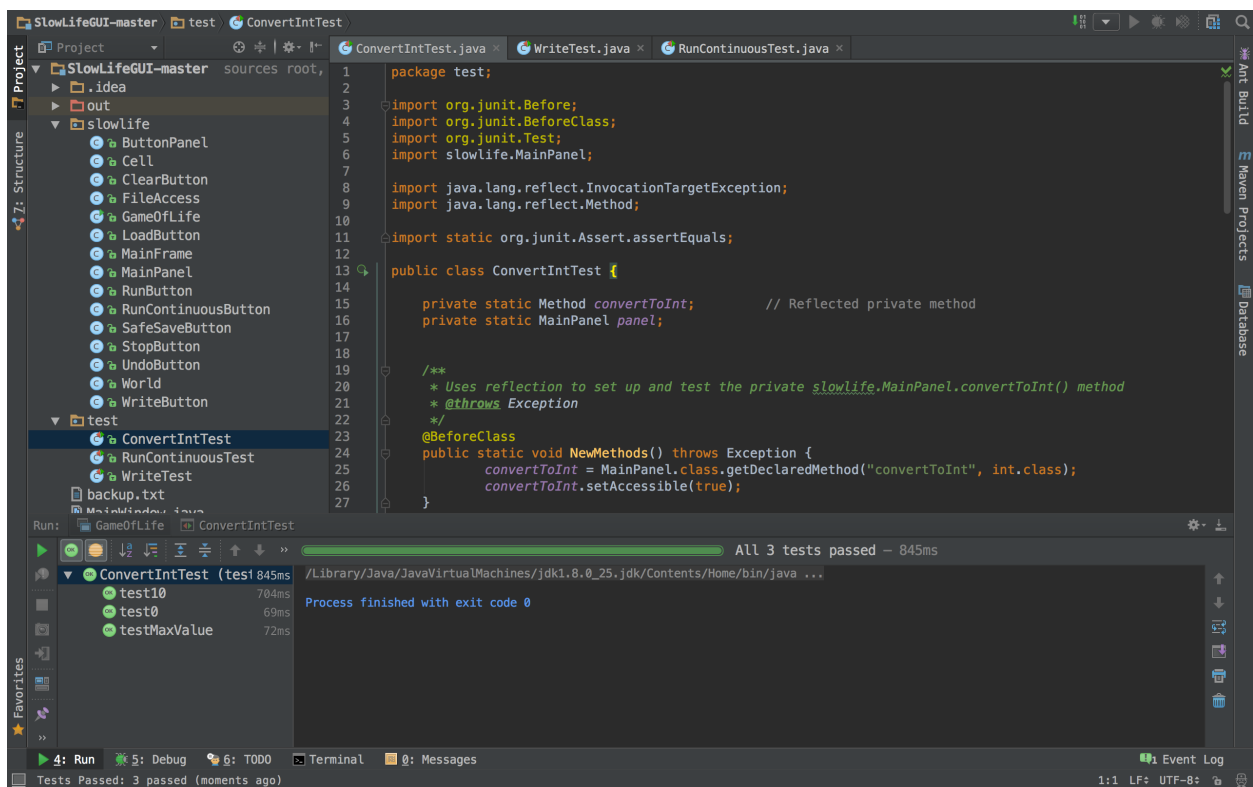 SlowLifeGUI-master test ConvertIntTest
Project
ConvertIntTest.java × WriteTest.java × RunContinuousTest.java ×
SlowLifeGUI-master sources root,
.idea
out
slowlife
ButtonPanel
Cell
ClearButton
FileAccess
GameOfLife
LoadButton
MainFrame
MainPanel
RunButton
RunContinuousButton
SafeSaveButton
StopButton
UndoButton
World
WriteButton
test
ConvertIntTest
RunContinuousTest
WriteTest
backup.txt
MainWindow.java
1 package test;
2
3 import org.junit.Before;
4 import org.junit.BeforeClass;
5 import org.junit.Test;
6 import slowlife.MainPanel;
7
8 import java.lang.reflect.InvocationTargetException;
9 import java.lang.reflect.Method;
10
11 import static org.junit.Assert.assertEquals;
12
13 public class ConvertIntTest {
14
15 private static Method convertToInt; // Reflected private method
16 private static MainPanel panel;
17
18
19 /**
20 * Uses reflection to set up and test the private slowlife.MainPanel.convertToInt() method
21 * @throws Exception
22 */
23 @BeforeClass
24 public static void NewMethods() throws Exception {
25 convertToInt = MainPanel.class.getDeclaredMethod("convertToInt", int.class);
26 convertToInt.setAccessible(true);
27 }
Project
Z: Structure
Favorites
Ant Build
m Maven Projects
Database
Run: GameOfLife ConvertIntTest
All 3 tests passed – 845ms
ConvertIntTest (test 845ms
test10 704ms
test0 69ms
testMaxValue 72ms
/Library/Java/JavaVirtualMachines/jdk1.8.0_25.jdk/Contents/Home/bin/java ...
Process finished with exit code 0
4: Run 5: Debug 6: TODO Terminal 0: Messages 1 Event Log
Tests Passed: 3 passed (moments ago) 1:1 LF UTF-8